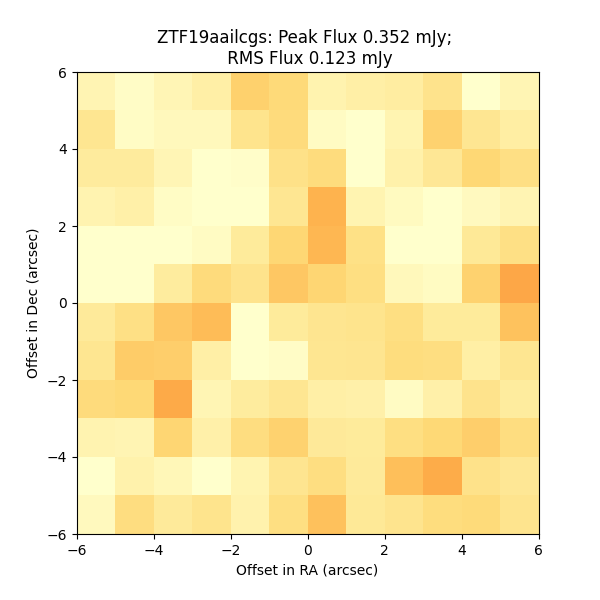 ZTF19aailcgs: Peak Flux 0.352 mJy;
RMS Flux 0.123 mJy
6
4
2
0
−2
−4
−6
Offset in Dec (arcsec)
−6 −4 −2 0 2 4 6
Offset in RA (arcsec)